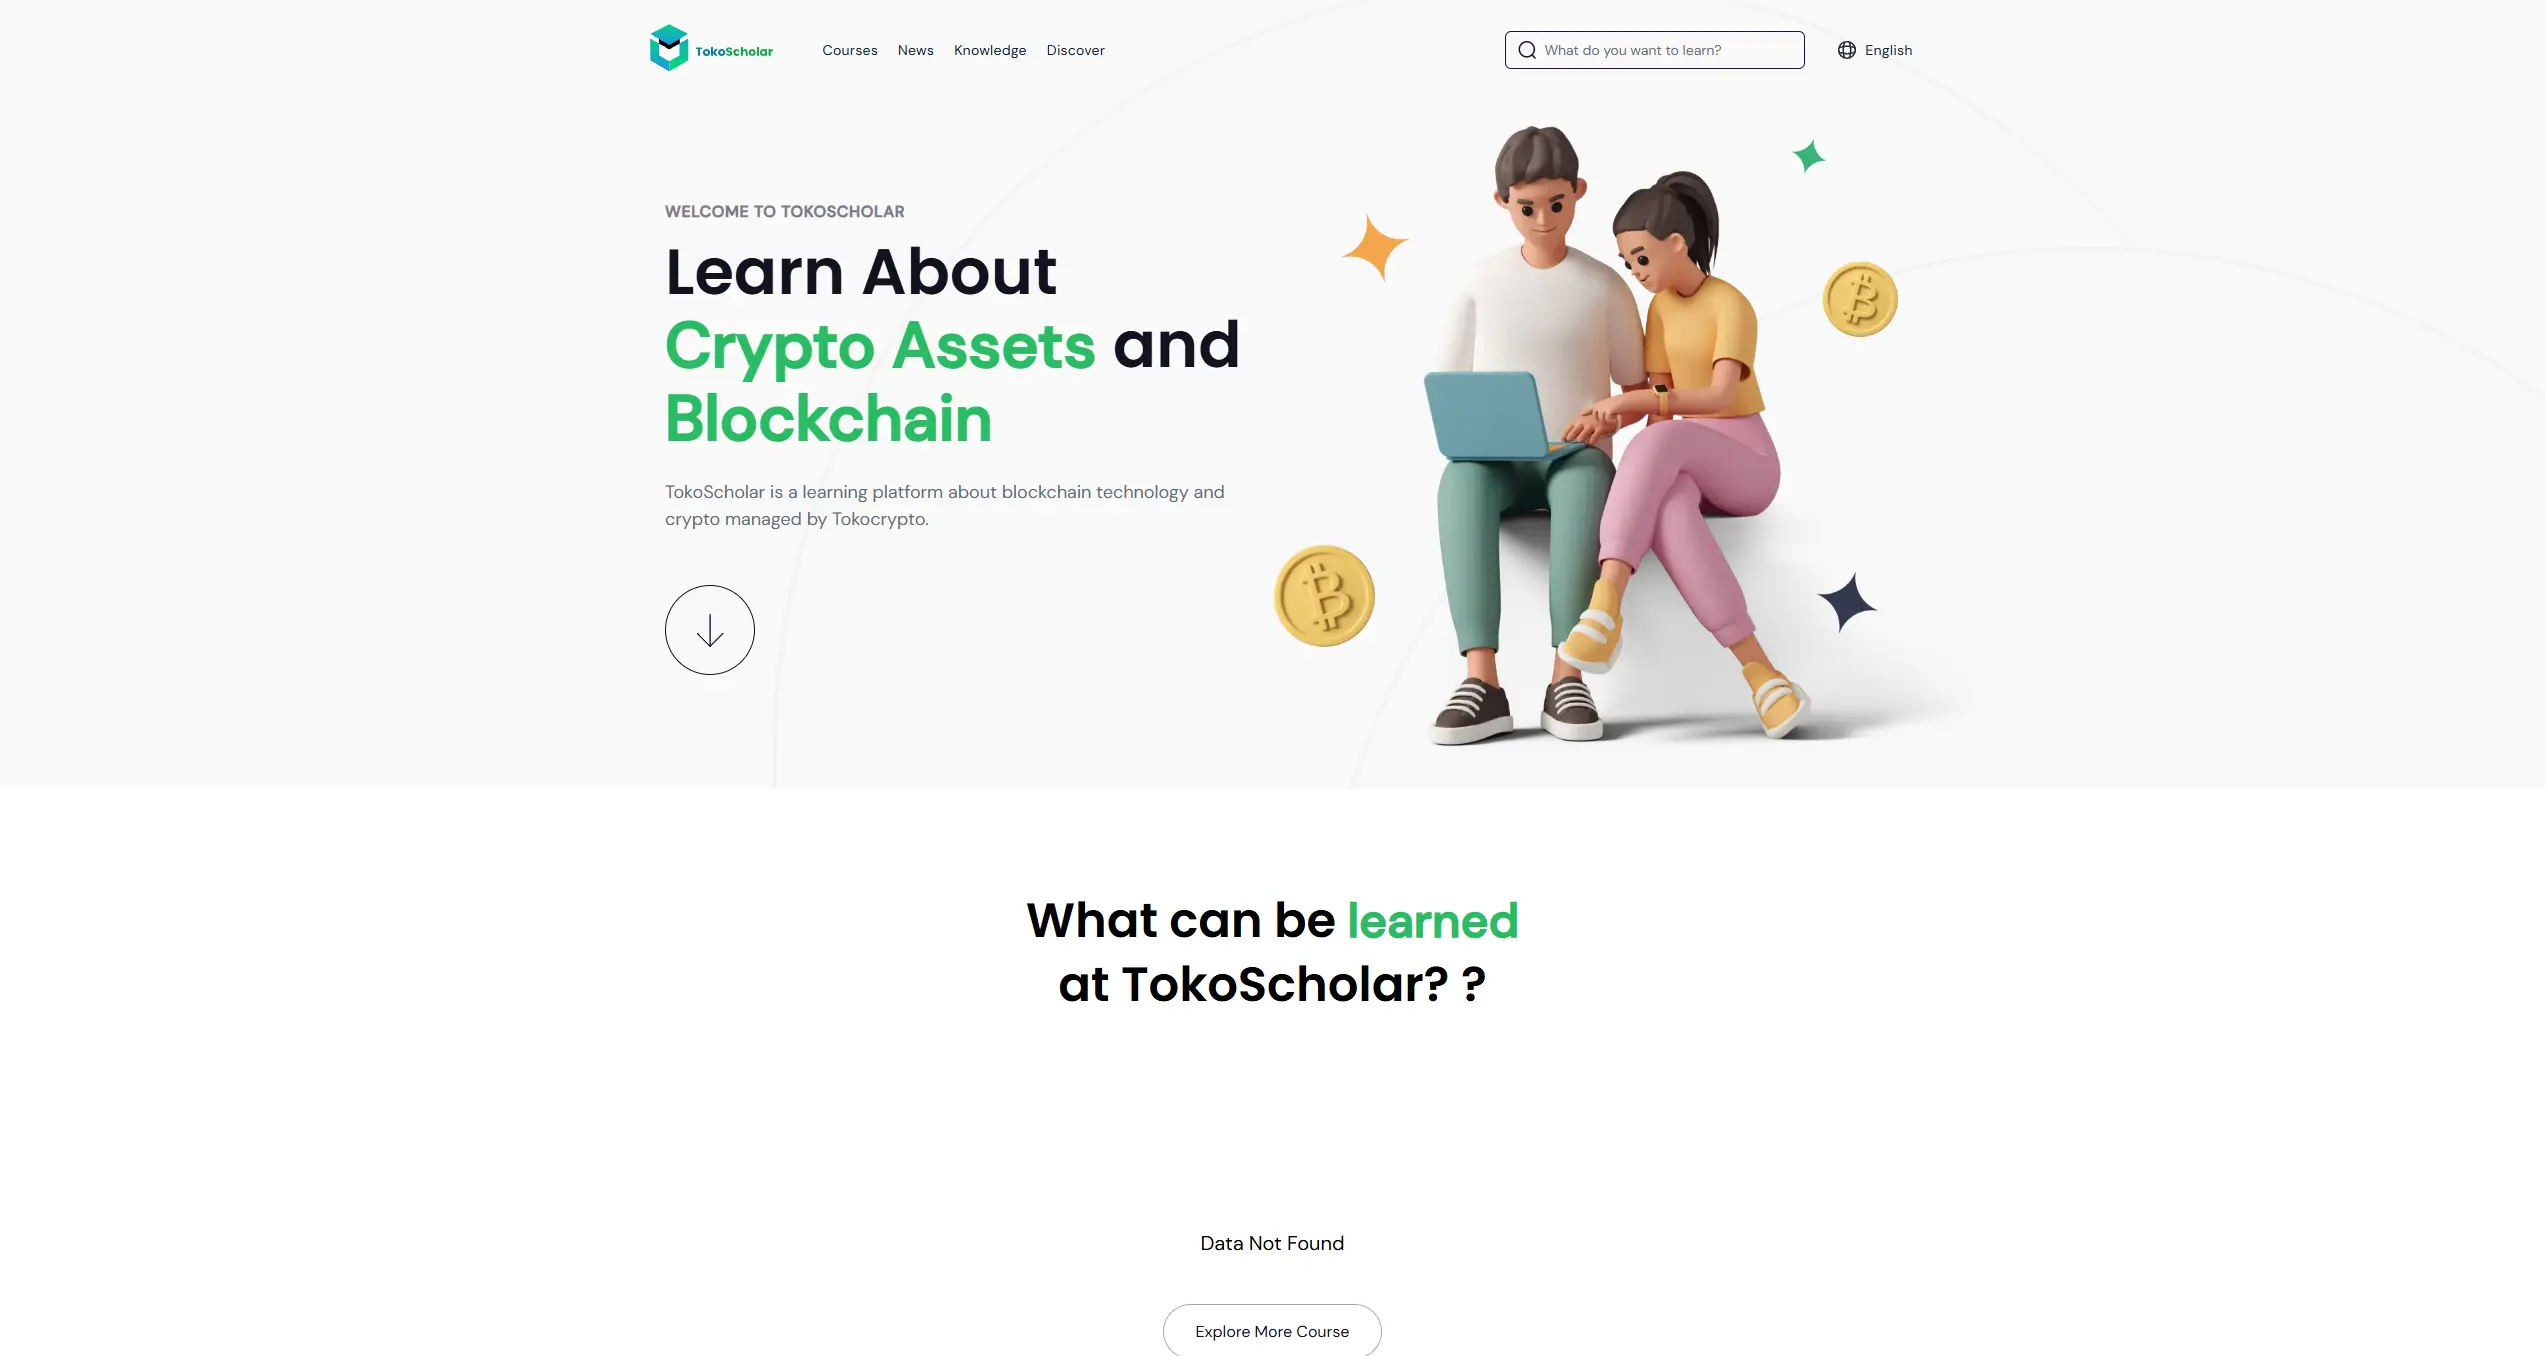 TokoScholar
Courses News Knowledge Discover
What do you want to learn?
English
WELCOME TO TOKOSCHOLAR
Learn About
Crypto Assets and
Blockchain
TokoScholar is a learning platform about blockchain technology and
crypto managed by Tokocrypto.
What can be learned
at TokoScholar? ?
Data Not Found
Explore More Course